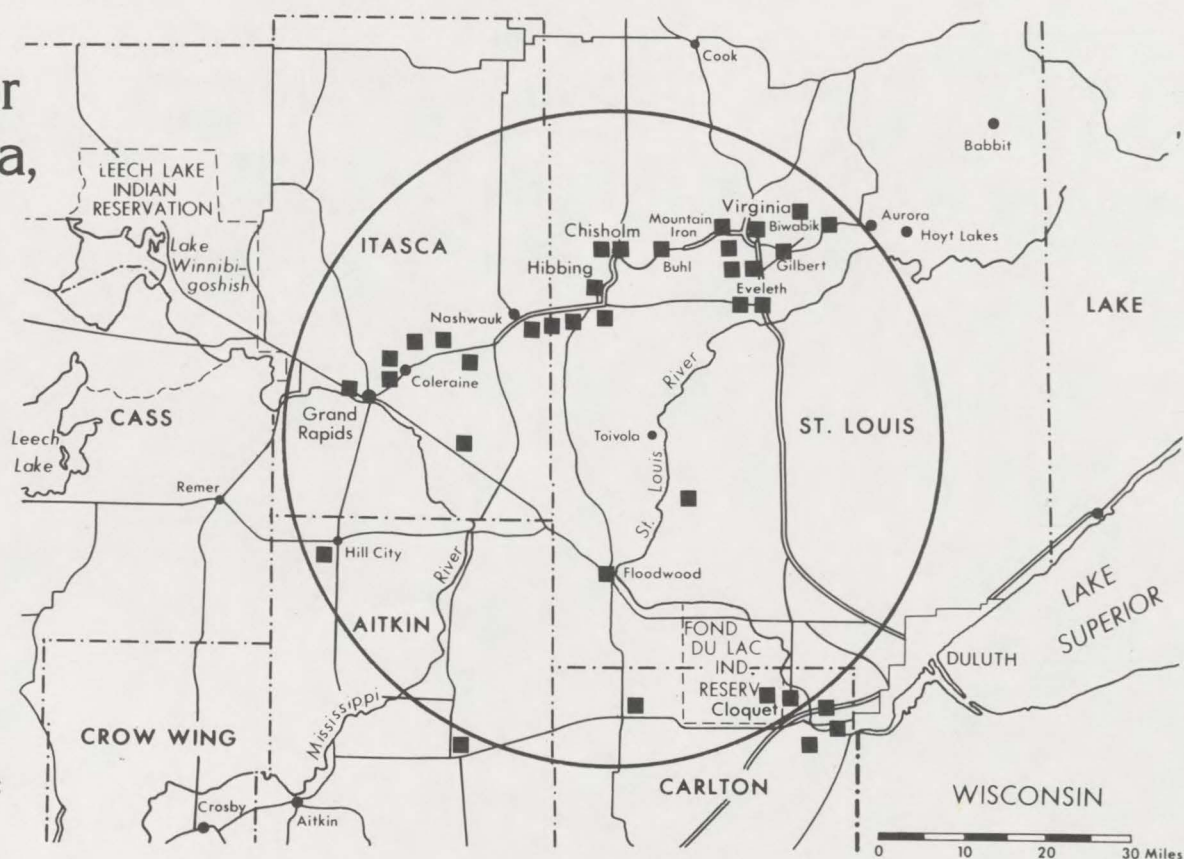 r
a,
Cook
Babbit
LEECH LAKE
INDIAN
RESERVATION
Lake
Winnibi-
goshish
ITASCA
Chisholm
Mountain
Iron
Virginia
Biwabik
Aurora
Hoyt Lakes
Hibbing
Buhl
Gilbert
Eveleth
Nashwauk
LAKE
Coleraine
Grand
Rapids
CASS
Leech
Lake
River
Toivola
St. Louis
ST. LOUIS
Remer
Hill City
River
Floodwood
AITKIN
FOND
DU LAC
IND.
RESERV.
Cloquet
DULUTH
LAKE
SUPERIOR
Mississippi
CROW WING
CARLTON
WISCONSIN
Crosby
Aitkin
0 10 20 30 Miles